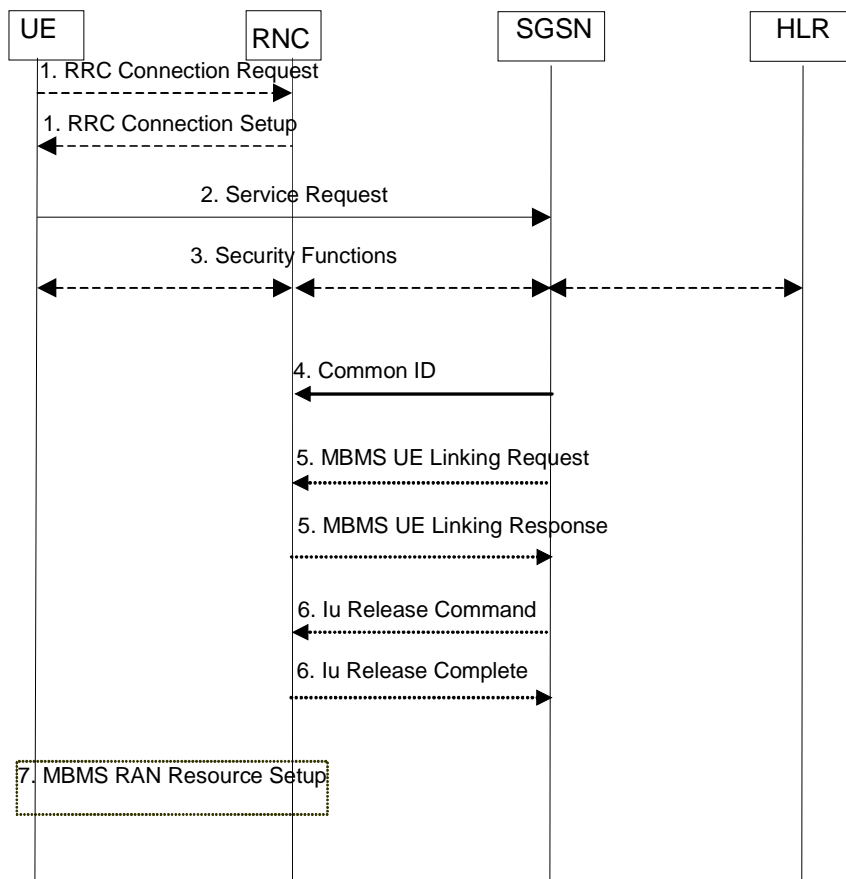 UE
RNC
SGSN
HLR
1. RRC Connection Request
1. RRC Connection Setup
2. Service Request
3. Security Functions
4. Common ID
5. MBMS UE Linking Request
5. MBMS UE Linking Response
6. Iu Release Command
6. Iu Release Complete
7. MBMS RAN Resource Setup